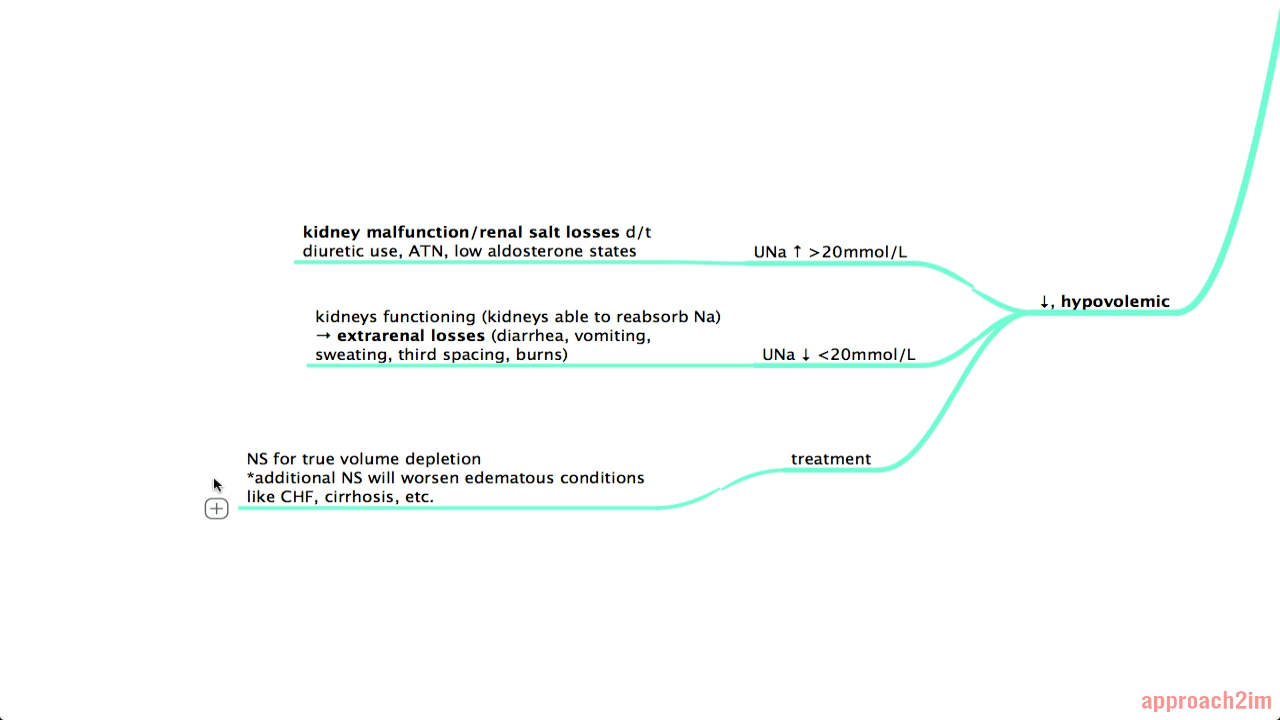 kidney malfunction/renal salt losses d/t
diuretic use, ATN, low aldosterone states
UNa ↑ >20mmol/L
↓, hypovolemic
kidneys functioning (kidneys able to reabsorb Na)
→ extrarenal losses (diarrhea, vomiting,
sweating, third spacing, burns)
UNa ↓ <20mmol/L
treatment
NS for true volume depletion
*additional NS will worsen edematous conditions
like CHF, cirrhosis, etc.
approach2im